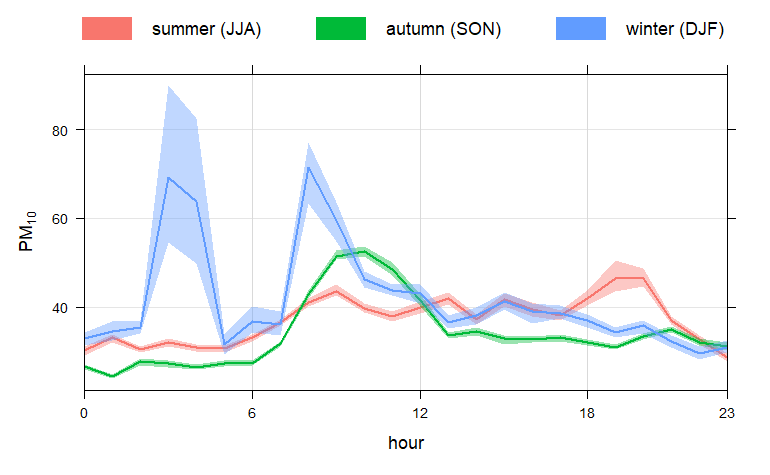 summer (JJA) autumn (SON) winter (DJF)
80
60
40
PM₁₀
0 6 12 18 23
hour